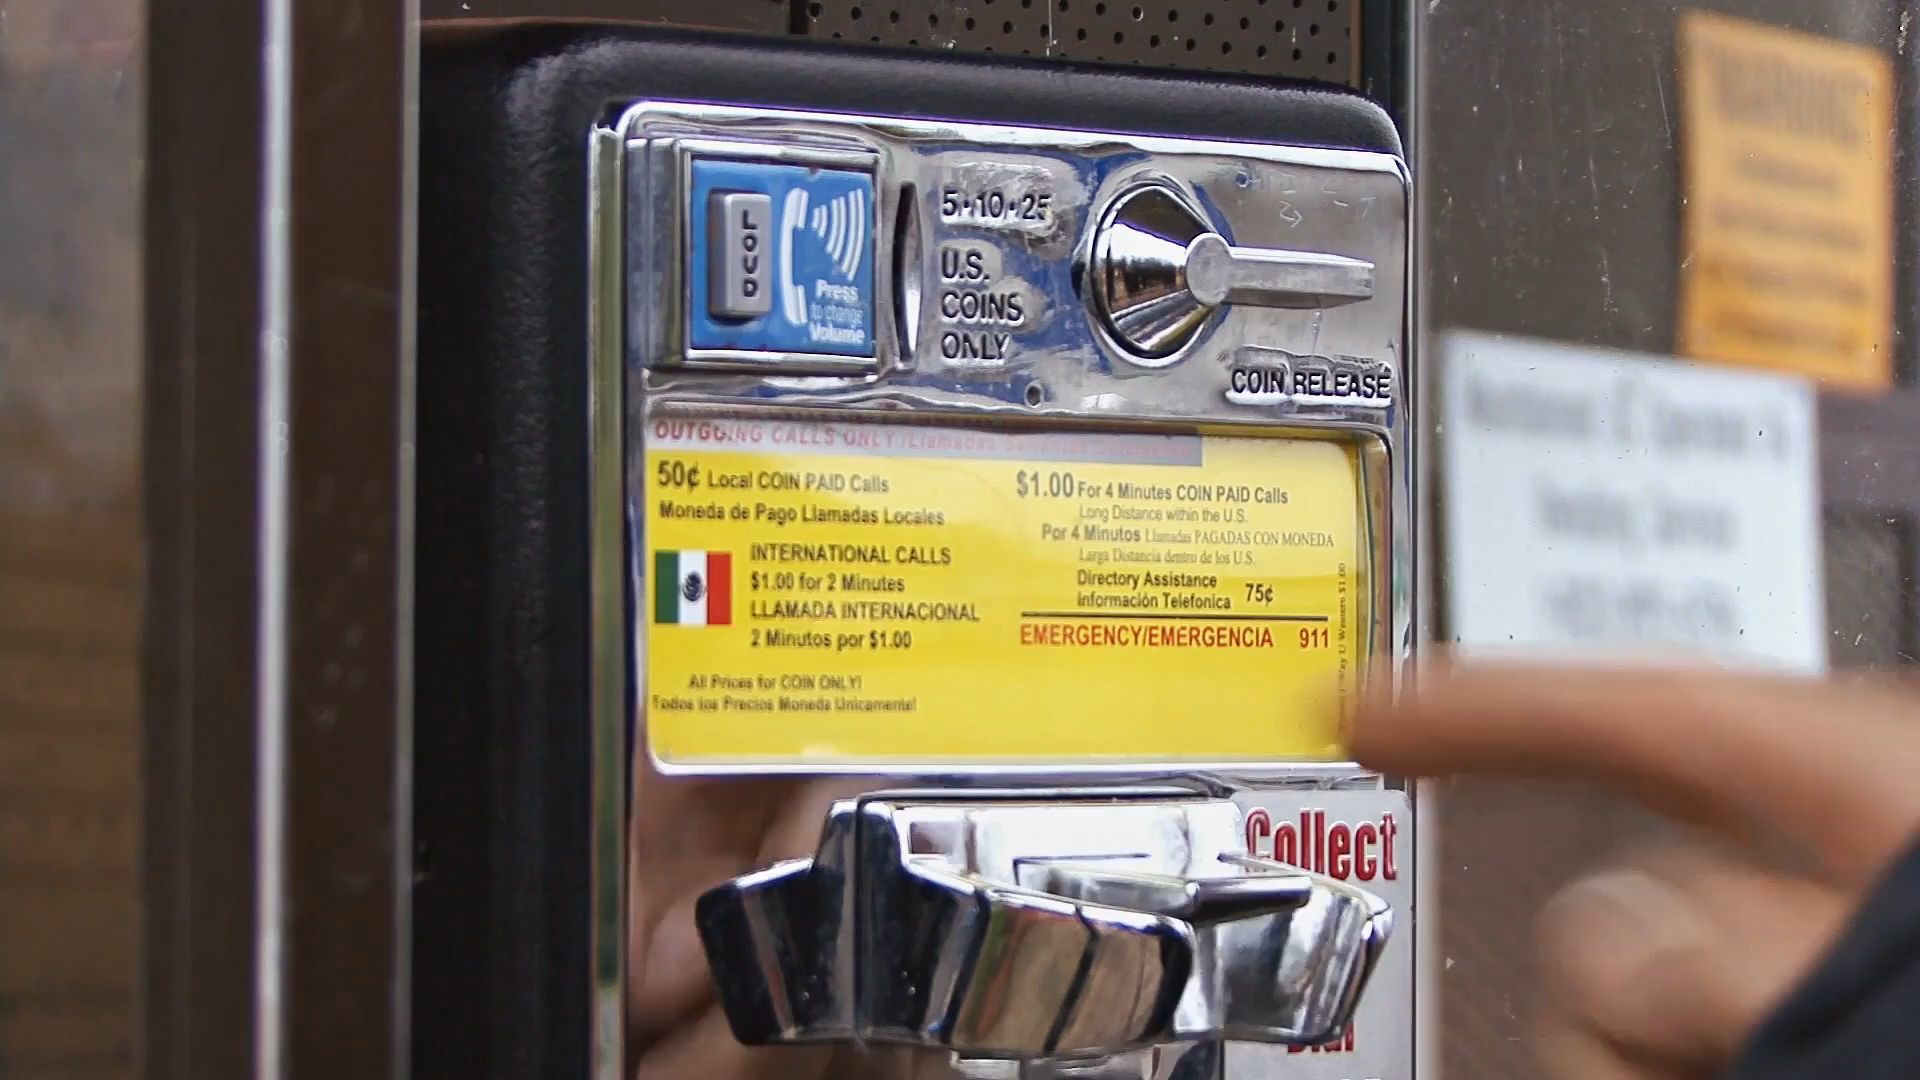 LOUD
Press
to change
Volume
5•10•25
U.S.
COINS
ONLY
COIN RELEASE
OUTGOING CALLS ONLY /Llamadas Salientes Solamente
50¢ Local COIN PAID Calls
Moneda de Pago Llamadas Locales
INTERNATIONAL CALLS
$1.00 for 2 Minutes
LLAMADA INTERNACIONAL
2 Minutos por $1.00
All Prices for COIN ONLY!
Todos los Precios Moneda Unicamente!
$1.00 For 4 Minutes COIN PAID Calls
Long Distance within the U.S.
Por 4 Minutos Llamadas PAGADAS CON MONEDA
Larga Distancia dentro de los U.S.
Directory Assistance
Información Telefonica 75¢
EMERGENCY/EMERGENCIA 911
Collect
WARNING